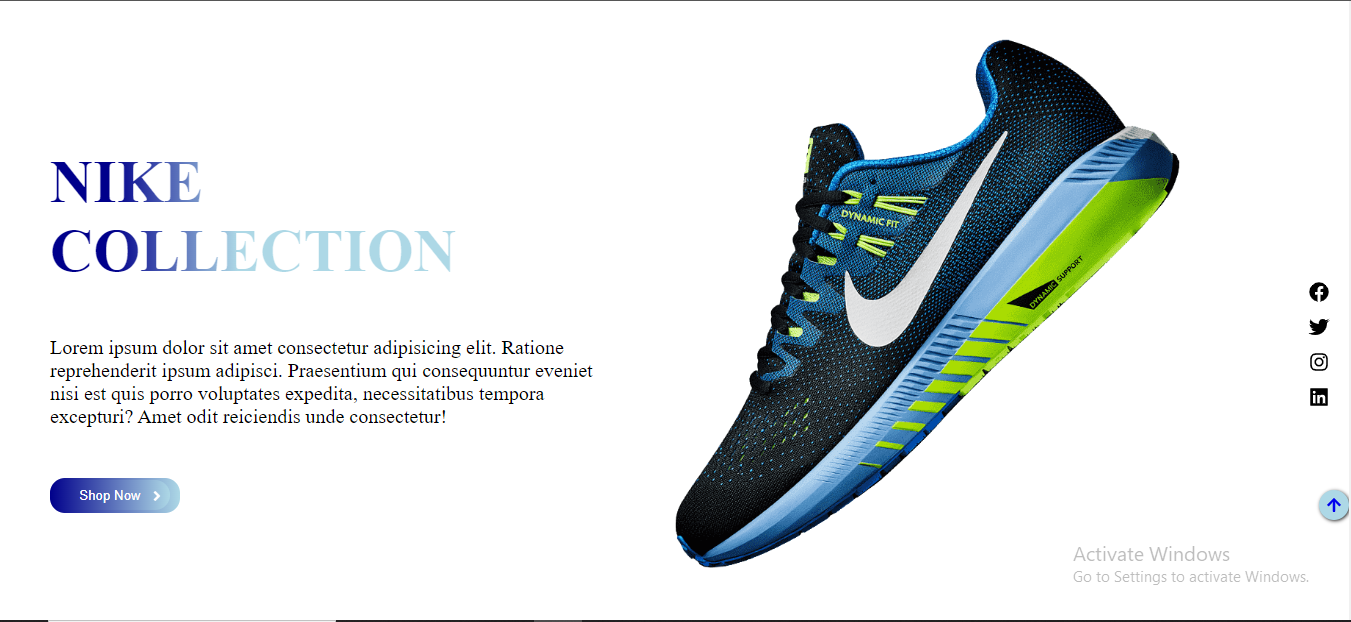 NIKE
COLLECTION
Lorem ipsum dolor sit amet consectetur adipisicing elit. Ratione
reprehenderit ipsum adipisci. Praesentium qui consequuntur eveniet
nisi est quis porro voluptates expedita, necessitatibus tempora
excepturi? Amet odit reiciendis unde consectetur!
Shop Now
DYNAMIC FIT
DYNAMIC SUPPORT
Activate Windows
Go to Settings to activate Windows.